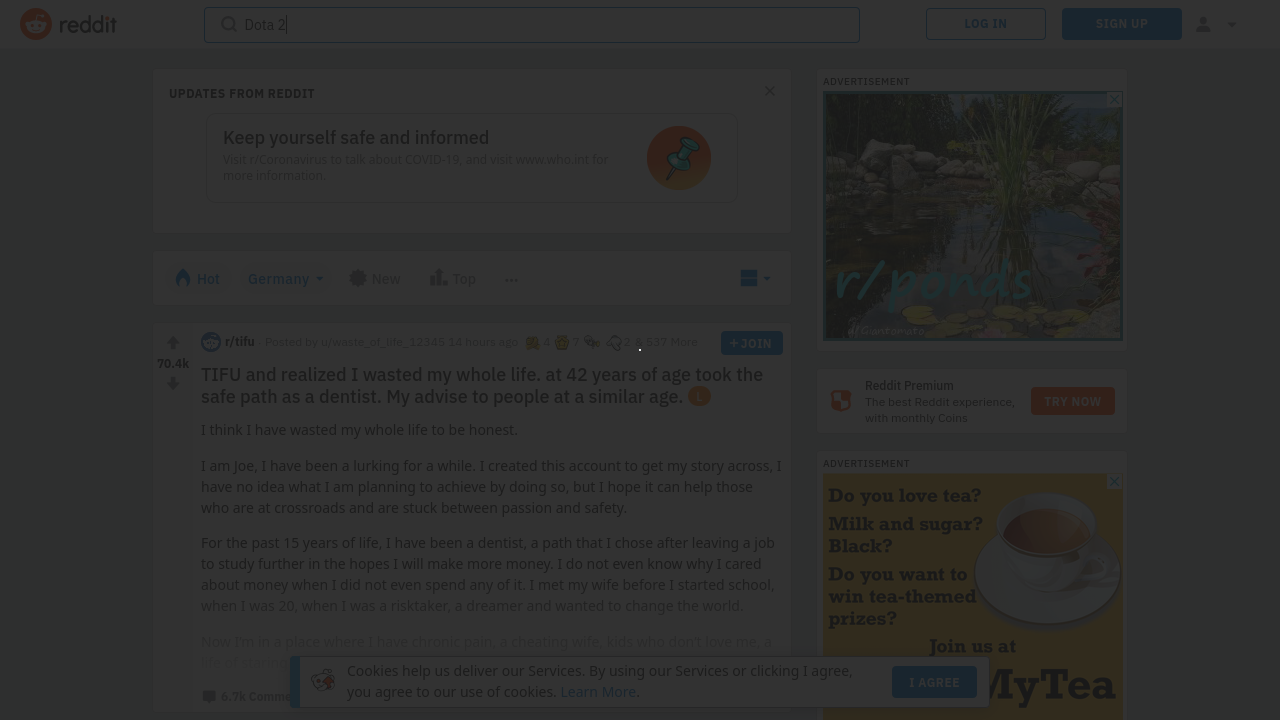 reddit
Dota 2
LOG IN
SIGN UP
UPDATES FROM REDDIT
Keep yourself safe and informed
Visit r/Coronavirus to talk about COVID-19, and visit www.who.int for
more information.
Hot
Germany
New
Top
70.4k
r/tifu · Posted by u/waste_of_life_12345 14 hours ago 4 7 2 & 537 More
+ JOIN
TIFU and realized I wasted my whole life. at 42 years of age took the
safe path as a dentist. My advise to people at a similar age. L
I think I have wasted my whole life to be honest.
I am Joe, I have been a lurking for a while. I created this account to get my story across, I
have no idea what I am planning to achieve by doing so, but I hope it can help those
who are at crossroads and are stuck between passion and safety.
For the past 15 years of life, I have been a dentist, a path that I chose after leaving a job
to study further in the hopes I will make more money. I do not even know why I cared
about money when I did not even spend any of it. I met my wife before I started school,
when I was 20, when I was a risktaker, a dreamer and wanted to change the world.
Now I'm in a place where I have chronic pain, a cheating wife, kids who don't love me, a
6.7k Comme
Cookies help us deliver our Services. By using our Services or clicking I agree,
you agree to our use of cookies. Learn More.
I AGREE
ADVERTISEMENT
r/ponds
u/Giantomato
Reddit Premium
The best Reddit experience,
with monthly Coins
TRY NOW
ADVERTISEMENT
Do you love tea?
Milk and sugar?
Black?
Do you want to
win tea-themed
prizes?
Join us at
MyTea